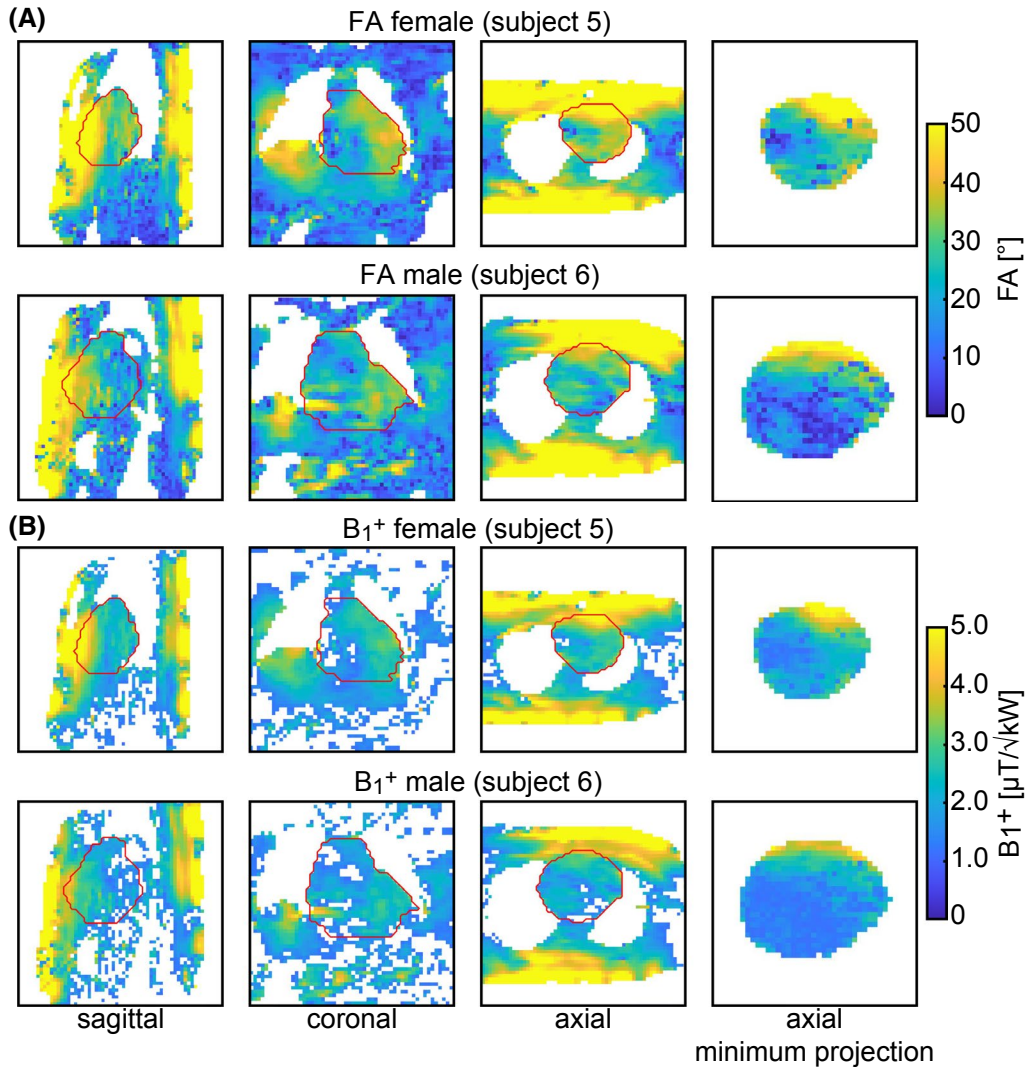 (A)
FA female (subject 5)
FA male (subject 6)
50
40
30
20
10
0
FA [°]
(B)
B₁⁺ female (subject 5)
B₁⁺ male (subject 6)
5.0
4.0
3.0
2.0
1.0
0
B₁⁺ [µT/√kW]
sagittal
coronal
axial
axial
minimum projection